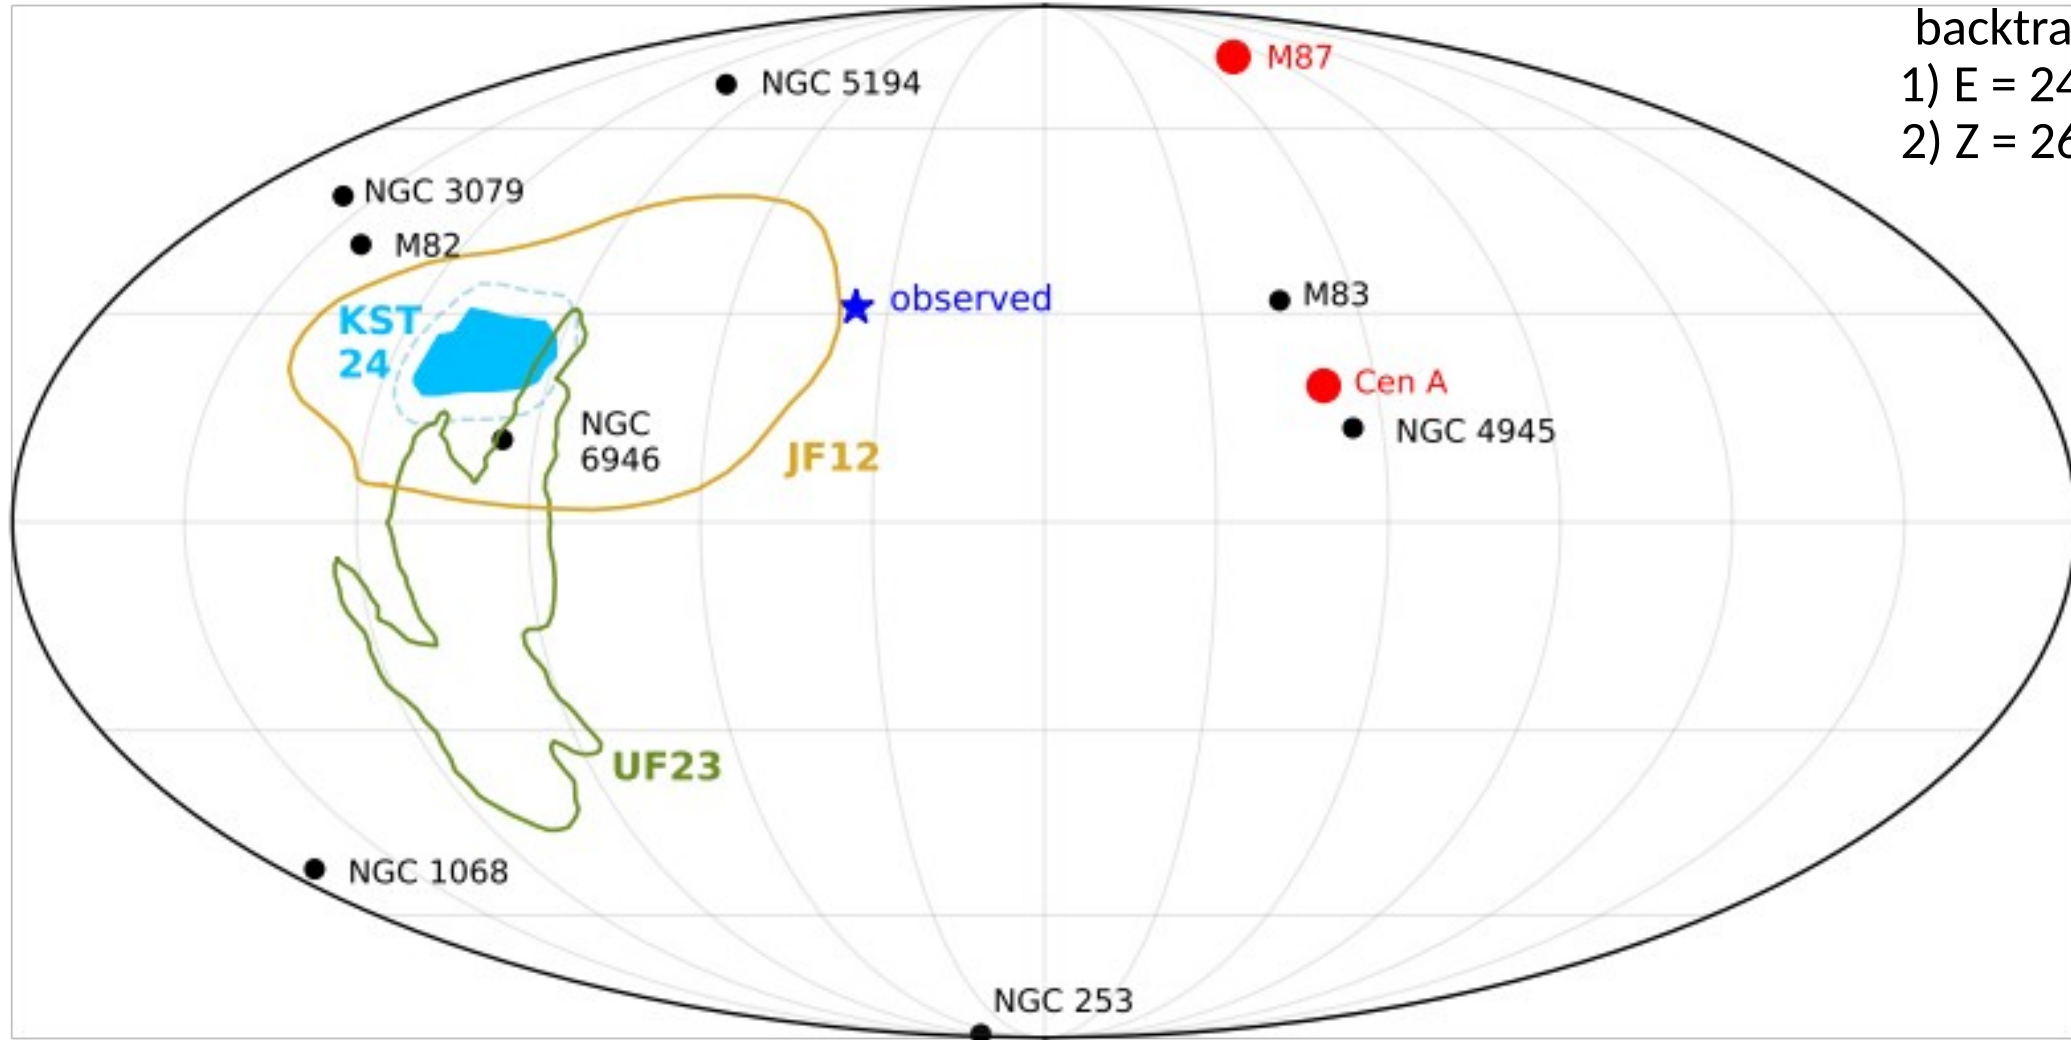 backtra
1) E = 24
2) Z = 26
M87
NGC 5194
NGC 3079
M82
KST
24
observed
M83
Cen A
NGC 4945
NGC
6946
JF12
UF23
NGC 1068
NGC 253